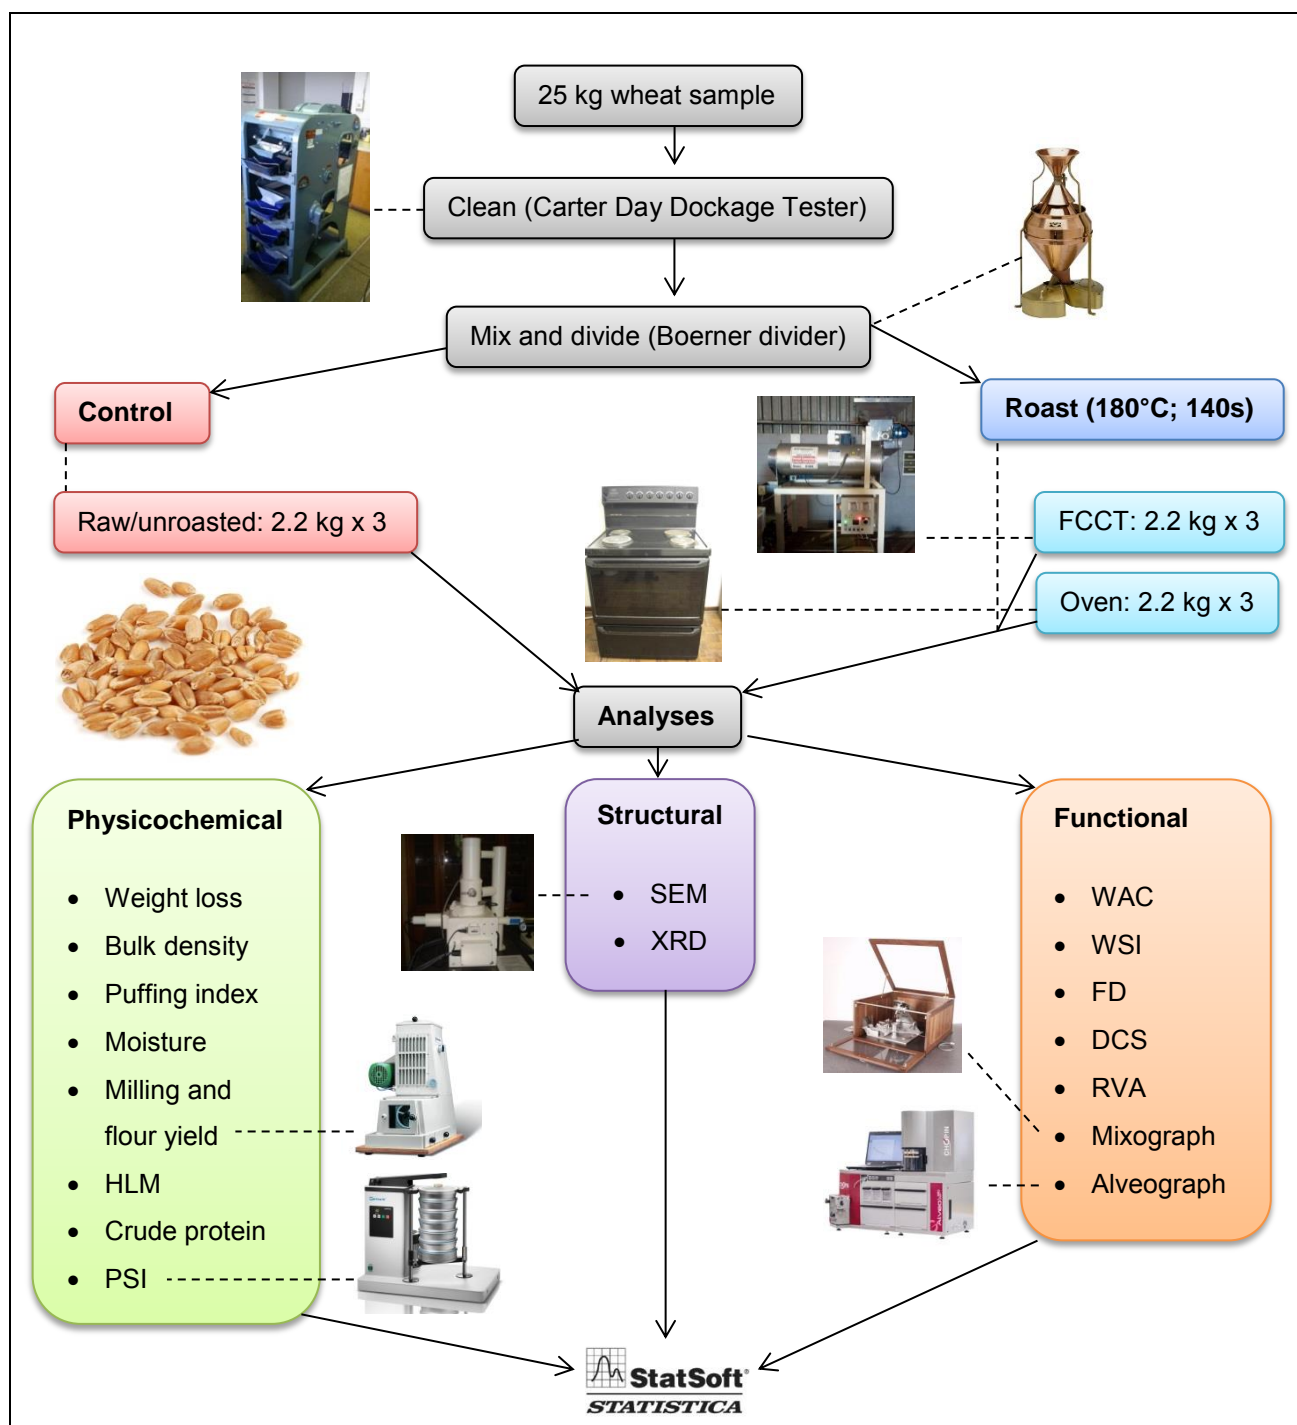 25 kg wheat sample
Clean (Carter Day Dockage Tester)
Mix and divide (Boerner divider)
Control
Roast (180°C; 140s)
Raw/unroasted: 2.2 kg x 3
FCCT: 2.2 kg x 3
Oven: 2.2 kg x 3
Analyses
Physicochemical
• Weight loss
• Bulk density
• Puffing index
• Moisture
• Milling and
flour yield
• HLM
• Crude protein
• PSI
Structural
• SEM
• XRD
Functional
• WAC
• WSI
• FD
• DCS
• RVA
• Mixograph
• Alveograph
CHOPIN
StatSoft®
STATISTICA